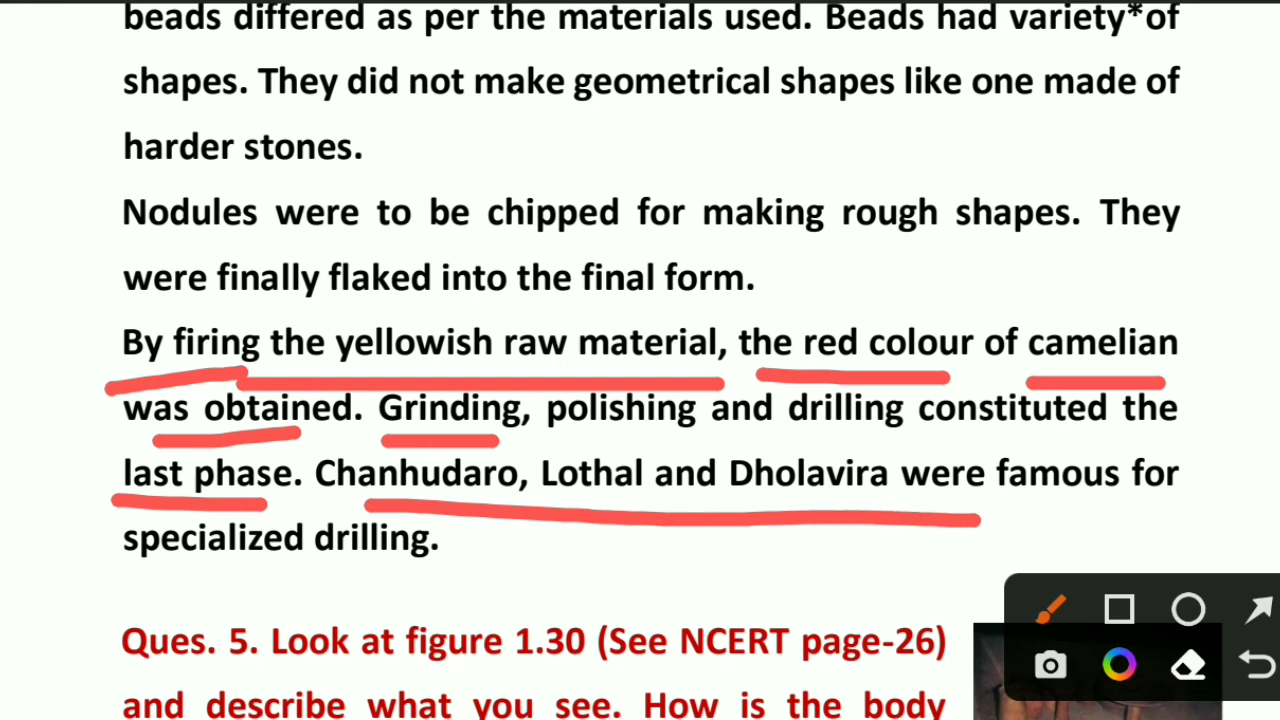 beads differed as per the materials used. Beads had variety*of
shapes. They did not make geometrical shapes like one made of
harder stones.
Nodules were to be chipped for making rough shapes. They
were finally flaked into the final form.
By firing the yellowish raw material, the red colour of camelian
was obtained. Grinding, polishing and drilling constituted the
last phase. Chanhudaro, Lothal and Dholavira were famous for
specialized drilling.
Ques. 5. Look at figure 1.30 (See NCERT page-26)
and describe what you see. How is the body